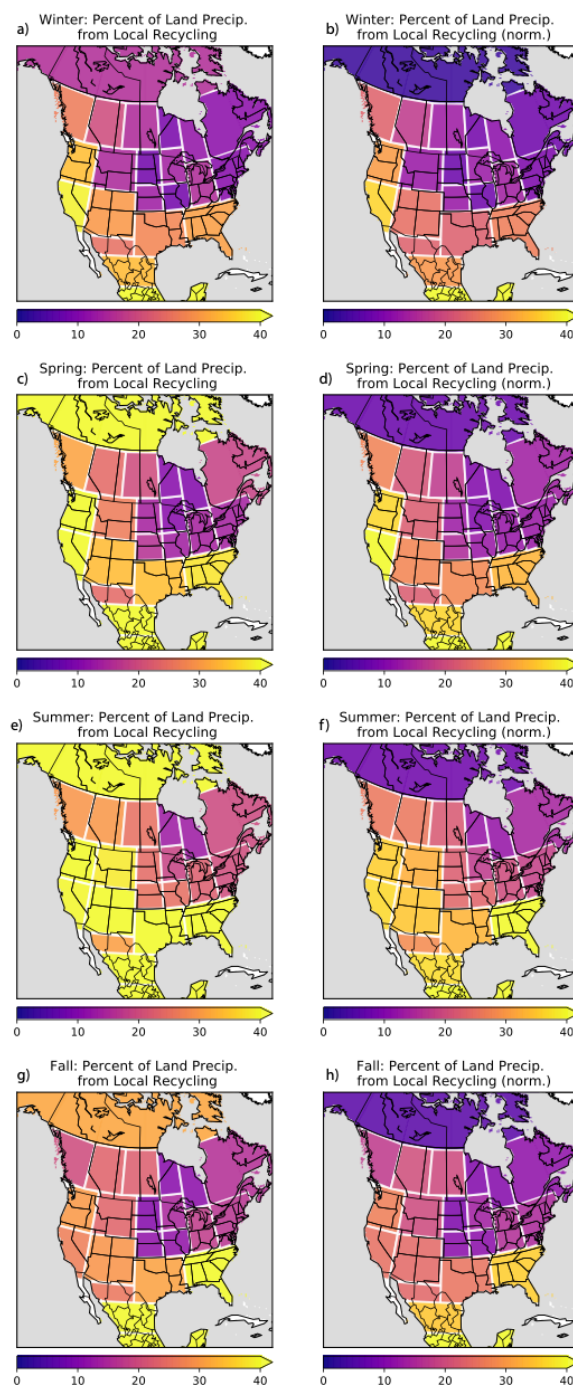 a) Winter: Percent of Land Precip.
from Local Recycling
b) Winter: Percent of Land Precip.
from Local Recycling (norm.)
0 10 20 30 40
0 10 20 30 40
c) Spring: Percent of Land Precip.
from Local Recycling
d) Spring: Percent of Land Precip.
from Local Recycling (norm.)
0 10 20 30 40
0 10 20 30 40
e) Summer: Percent of Land Precip.
from Local Recycling
f) Summer: Percent of Land Precip.
from Local Recycling (norm.)
0 10 20 30 40
0 10 20 30 40
g) Fall: Percent of Land Precip.
from Local Recycling
h) Fall: Percent of Land Precip.
from Local Recycling (norm.)
0 10 20 30 40
0 10 20 30 40